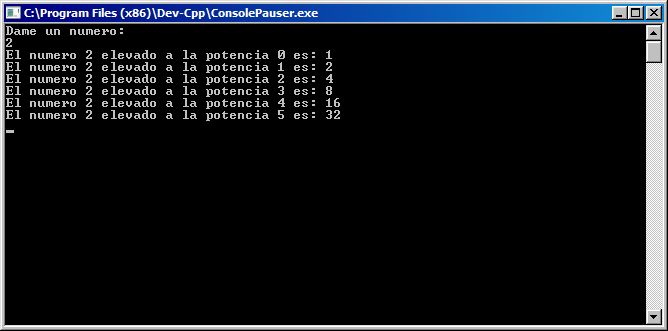 C:\Program Files (x86)\Dev-Cpp\ConsolePauser.exe
Dame un numero:
2
El numero 2 elevado a la potencia 0 es: 1
El numero 2 elevado a la potencia 1 es: 2
El numero 2 elevado a la potencia 2 es: 4
El numero 2 elevado a la potencia 3 es: 8
El numero 2 elevado a la potencia 4 es: 16
El numero 2 elevado a la potencia 5 es: 32